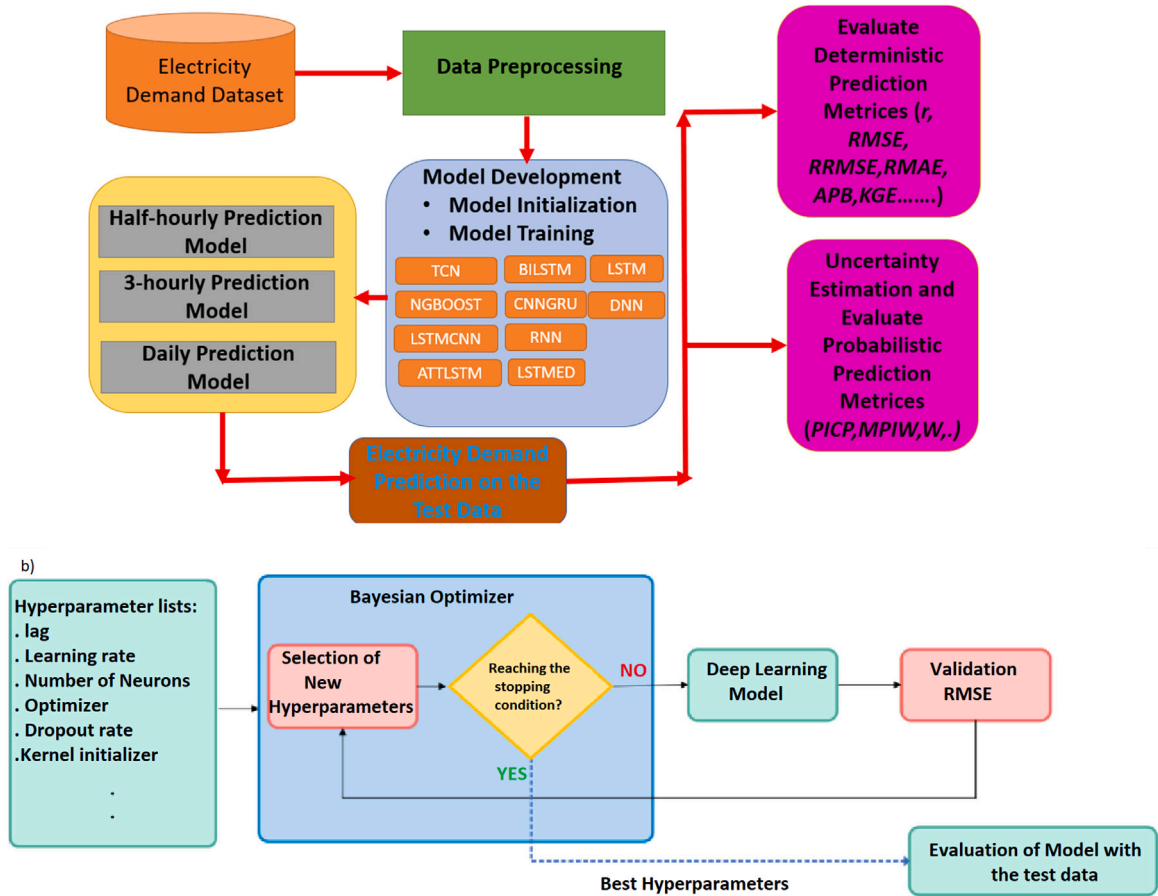 Electricity
Demand Dataset
Data Preprocessing
Evaluate
Deterministic
Prediction
Metrices (r,
RMSE,
RRMSE,RMAE,
APB,KGE…….)
Model Development
• Model Initialization
• Model Training
TCN
BILSTM
LSTM
NGBOOST
CNNGRU
DNN
LSTMCNN
RNN
ATTLSTM
LSTMED
Half-hourly Prediction
Model
3-hourly Prediction
Model
Daily Prediction
Model
Uncertainty
Estimation and
Evaluate
Probabilistic
Prediction
Metrices
(PICP,MPIW,W,.)
Electricity Demand
Prediction on the
Test Data
b)
Hyperparameter lists:
. lag
. Learning rate
. Number of Neurons
. Optimizer
. Dropout rate
.Kernel initializer
.
.
Bayesian Optimizer
Selection of
New
Hyperparameters
Reaching the
stopping
condition?
NO
YES
Deep Learning
Model
Validation
RMSE
Best Hyperparameters
Evaluation of Model with
the test data